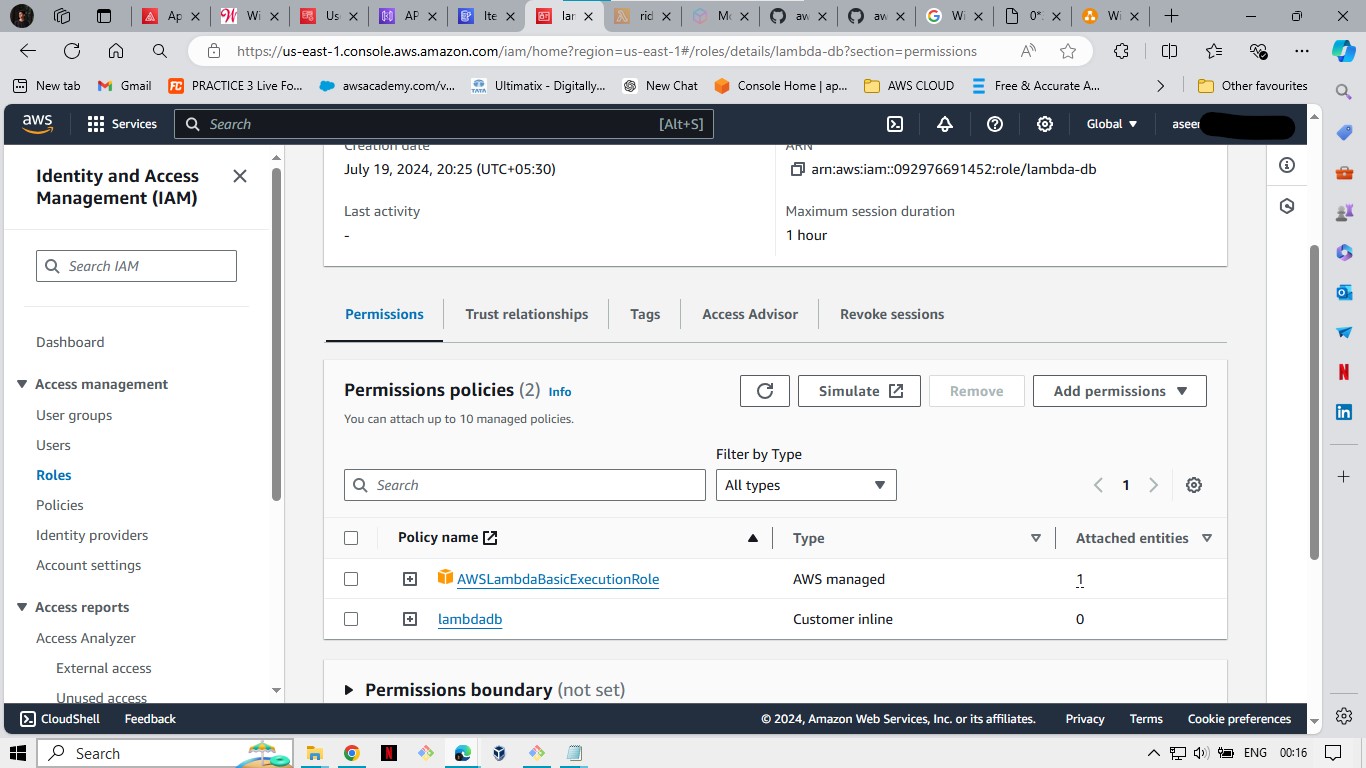 Ap
Wi
Us
AP
Ite
lar
rid
Mo
aw
aw
Wi
0*
Wi
https://us-east-1.console.aws.amazon.com/iam/home?region=us-east-1#/roles/details/lambda-db?section=permissions
New tab
Gmail
PRACTICE 3 Live Fo...
awsacademy.com/v...
Ultimatix - Digitally...
New Chat
Console Home | ap...
AWS CLOUD
Free & Accurate A...
Other favourites
aws
Services
Search
[Alt+S]
Global
aseer
Identity and Access
Management (IAM)
Search IAM
Dashboard
Access management
User groups
Users
Roles
Policies
Identity providers
Account settings
Access reports
Access Analyzer
External access
Unused access
Creation date
July 19, 2024, 20:25 (UTC+05:30)
Last activity
-
ARN
arn:aws:iam::092976691452:role/lambda-db
Maximum session duration
1 hour
Permissions
Trust relationships
Tags
Access Advisor
Revoke sessions
Permissions policies (2) Info
You can attach up to 10 managed policies.
Simulate
Remove
Add permissions
Filter by Type
Search
All types
1
Policy name
Type
Attached entities
AWSLambdaBasicExecutionRole
AWS managed
1
lambdadb
Customer inline
0
Permissions boundary (not set)
CloudShell
Feedback
© 2024, Amazon Web Services, Inc. or its affiliates.
Privacy
Terms
Cookie preferences
Search
ENG
00:16